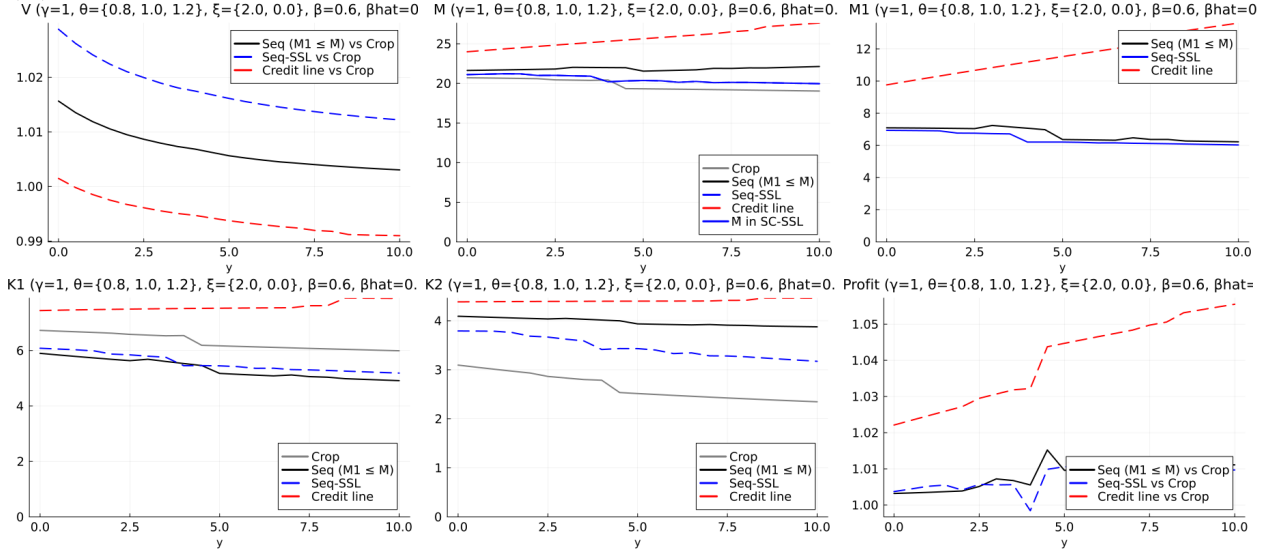 V (γ=1, θ={0.8, 1.0, 1.2}, ξ={2.0, 0.0}, β=0.6, βhat=0
1.02
1.01
1.00
0.99
0.0 2.5 5.0 7.5 10.0
y
Seq (M1 ≤ M̄) vs Crop
Seq-SSL vs Crop
Credit line vs Crop
M (γ=1, θ={0.8, 1.0, 1.2}, ξ={2.0, 0.0}, β=0.6, βhat=0.
25
20
15
10
5
0
0.0 2.5 5.0 7.5 10.0
y
Crop
Seq (M1 ≤ M̄)
Seq-SSL
Credit line
M̄ in SC-SSL
M1 (γ=1, θ={0.8, 1.0, 1.2}, ξ={2.0, 0.0}, β=0.6, βhat=0
12
10
8
6
4
2
0
0.0 2.5 5.0 7.5 10.0
y
Seq (M1 ≤ M̄)
Seq-SSL
Credit line
K1 (γ=1, θ={0.8, 1.0, 1.2}, ξ={2.0, 0.0}, β=0.6, βhat=0.
6
4
2
0
0.0 2.5 5.0 7.5 10.0
y
Crop
Seq (M1 ≤ M̄)
Seq-SSL
Credit line
K2 (γ=1, θ={0.8, 1.0, 1.2}, ξ={2.0, 0.0}, β=0.6, βhat=0.
4
3
2
1
0
0.0 2.5 5.0 7.5 10.0
y
Crop
Seq (M1 ≤ M̄)
Seq-SSL
Credit line
Profit (γ=1, θ={0.8, 1.0, 1.2}, ξ={2.0, 0.0}, β=0.6, βhat=
1.05
1.04
1.03
1.02
1.01
1.00
0.0 2.5 5.0 7.5 10.0
y
Seq (M1 ≤ M̄) vs Crop
Seq-SSL vs Crop
Credit line vs Crop